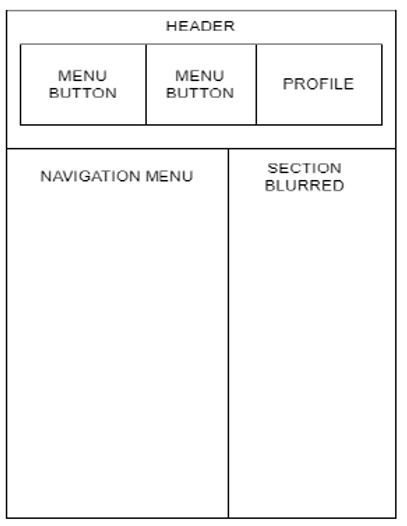 HEADER
MENU
BUTTON
MENU
BUTTON
PROFILE
NAVIGATION MENU
SECTION
BLURRED